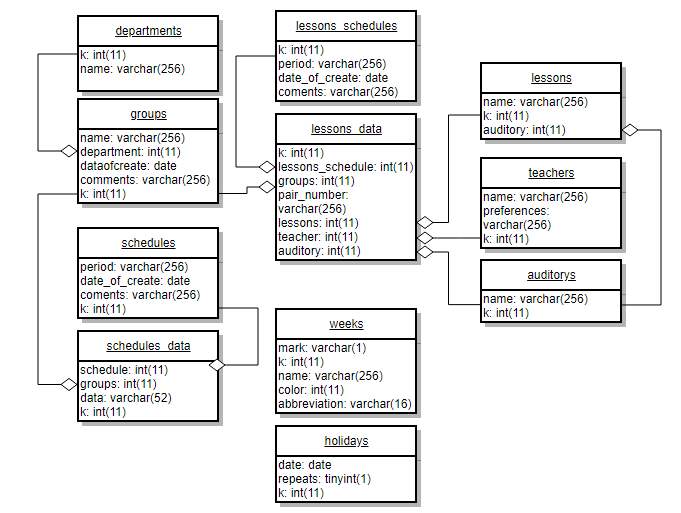 departments
k: int(11)
name: varchar(256)
groups
name: varchar(256)
department: int(11)
dataofcreate: date
comments: varchar(256)
k: int(11)
schedules
period: varchar(256)
date_of_create: date
coments: varchar(256)
k: int(11)
schedules_data
schedule: int(11)
groups: int(11)
data: varchar(52)
k: int(11)
lessons_schedules
k: int(11)
period: varchar(256)
date_of_create: date
coments: varchar(256)
lessons_data
k: int(11)
lessons_schedule: int(11)
groups: int(11)
pair_number:
varchar(256)
lessons: int(11)
teacher: int(11)
auditory: int(11)
weeks
mark: varchar(1)
k: int(11)
name: varchar(256)
color: int(11)
abbreviation: varchar(16)
holidays
date: date
repeats: tinyint(1)
k: int(11)
lessons
name: varchar(256)
k: int(11)
auditory: int(11)
teachers
name: varchar(256)
preferences:
varchar(256)
k: int(11)
auditorys
name: varchar(256)
k: int(11)